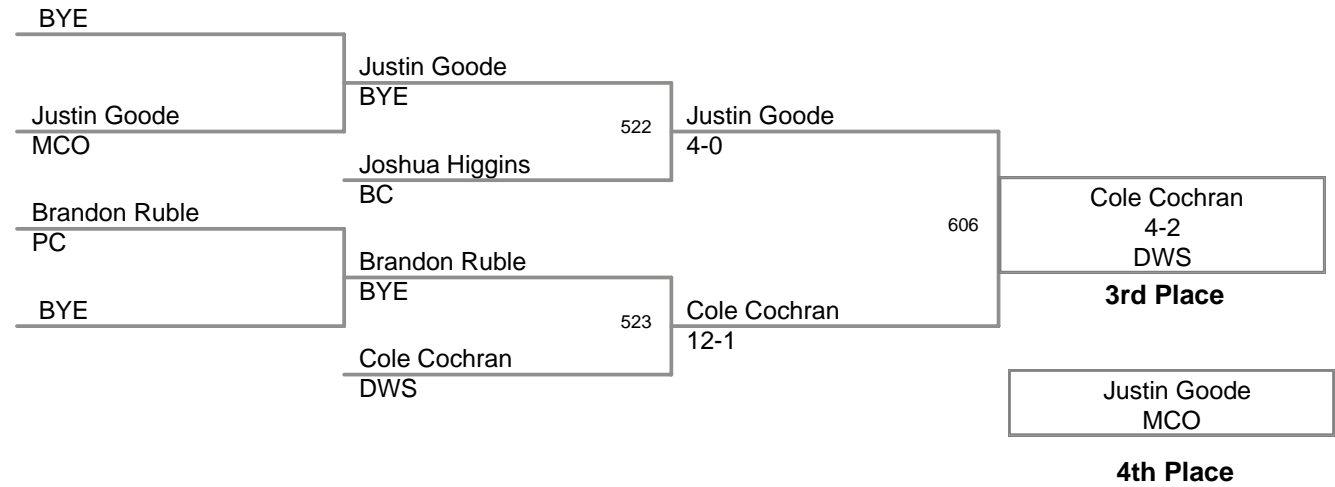 BYE
Justin Goode
BYE
Justin Goode
MCO
522
Justin Goode
4-0
Joshua Higgins
BC
Brandon Ruble
PC
606
Cole Cochran
4-2
DWS
3rd Place
Brandon Ruble
BYE
BYE
523
Cole Cochran
12-1
Cole Cochran
DWS
Justin Goode
MCO
4th Place